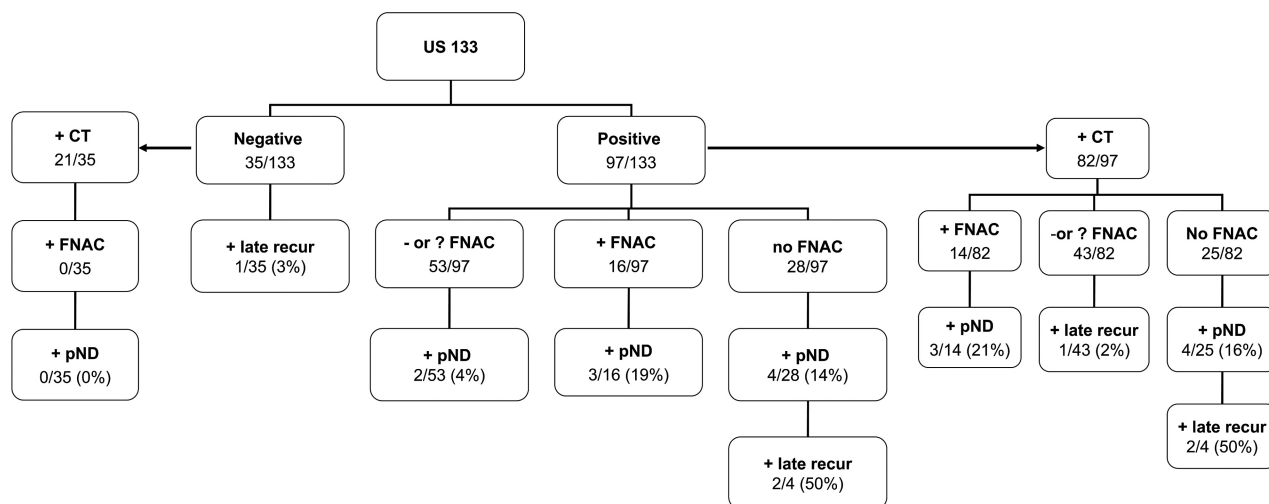 US 133
+ CT
21/35
Negative
35/133
Positive
97/133
+ CT
82/97
+ FNAC
0/35
+ late recur
1/35 (3%)
- or ? FNAC
53/97
+ FNAC
16/97
no FNAC
28/97
+ FNAC
14/82
-or ? FNAC
43/82
No FNAC
25/82
+ pND
0/35 (0%)
+ pND
2/53 (4%)
+ pND
3/16 (19%)
+ pND
4/28 (14%)
+ pND
3/14 (21%)
+ late recur
1/43 (2%)
+ pND
4/25 (16%)
+ late recur
2/4 (50%)
+ late recur
2/4 (50%)